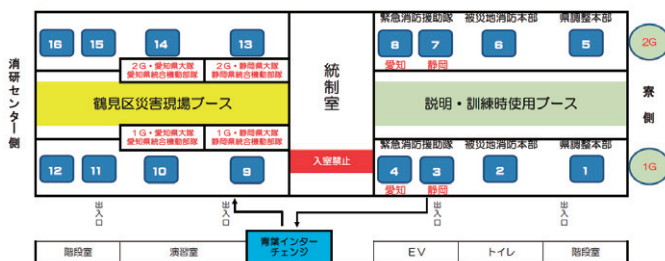 緊急消防援助隊 被災地消防本部 県調整本部
16 15 14 13
8 7 6 5
愛知 静岡
2G
2G・愛知県大隊
愛知県統合機動部隊
2G・静岡県大隊
静岡県統合機動部隊
消研センター側
鶴見区災害現場ブース
統制室
説明・訓練時使用ブース
寮側
1G・愛知県大隊
愛知県統合機動部隊
1G・静岡県大隊
静岡県統合機動部隊
入室禁止
緊急消防援助隊 被災地消防本部 県調整本部
12 11 10 9
4 3 2 1
愛知 静岡
1G
出入口 出入口 出入口 出入口
青葉インター
チェンジ
階段室 演習室 EV トイレ 階段室